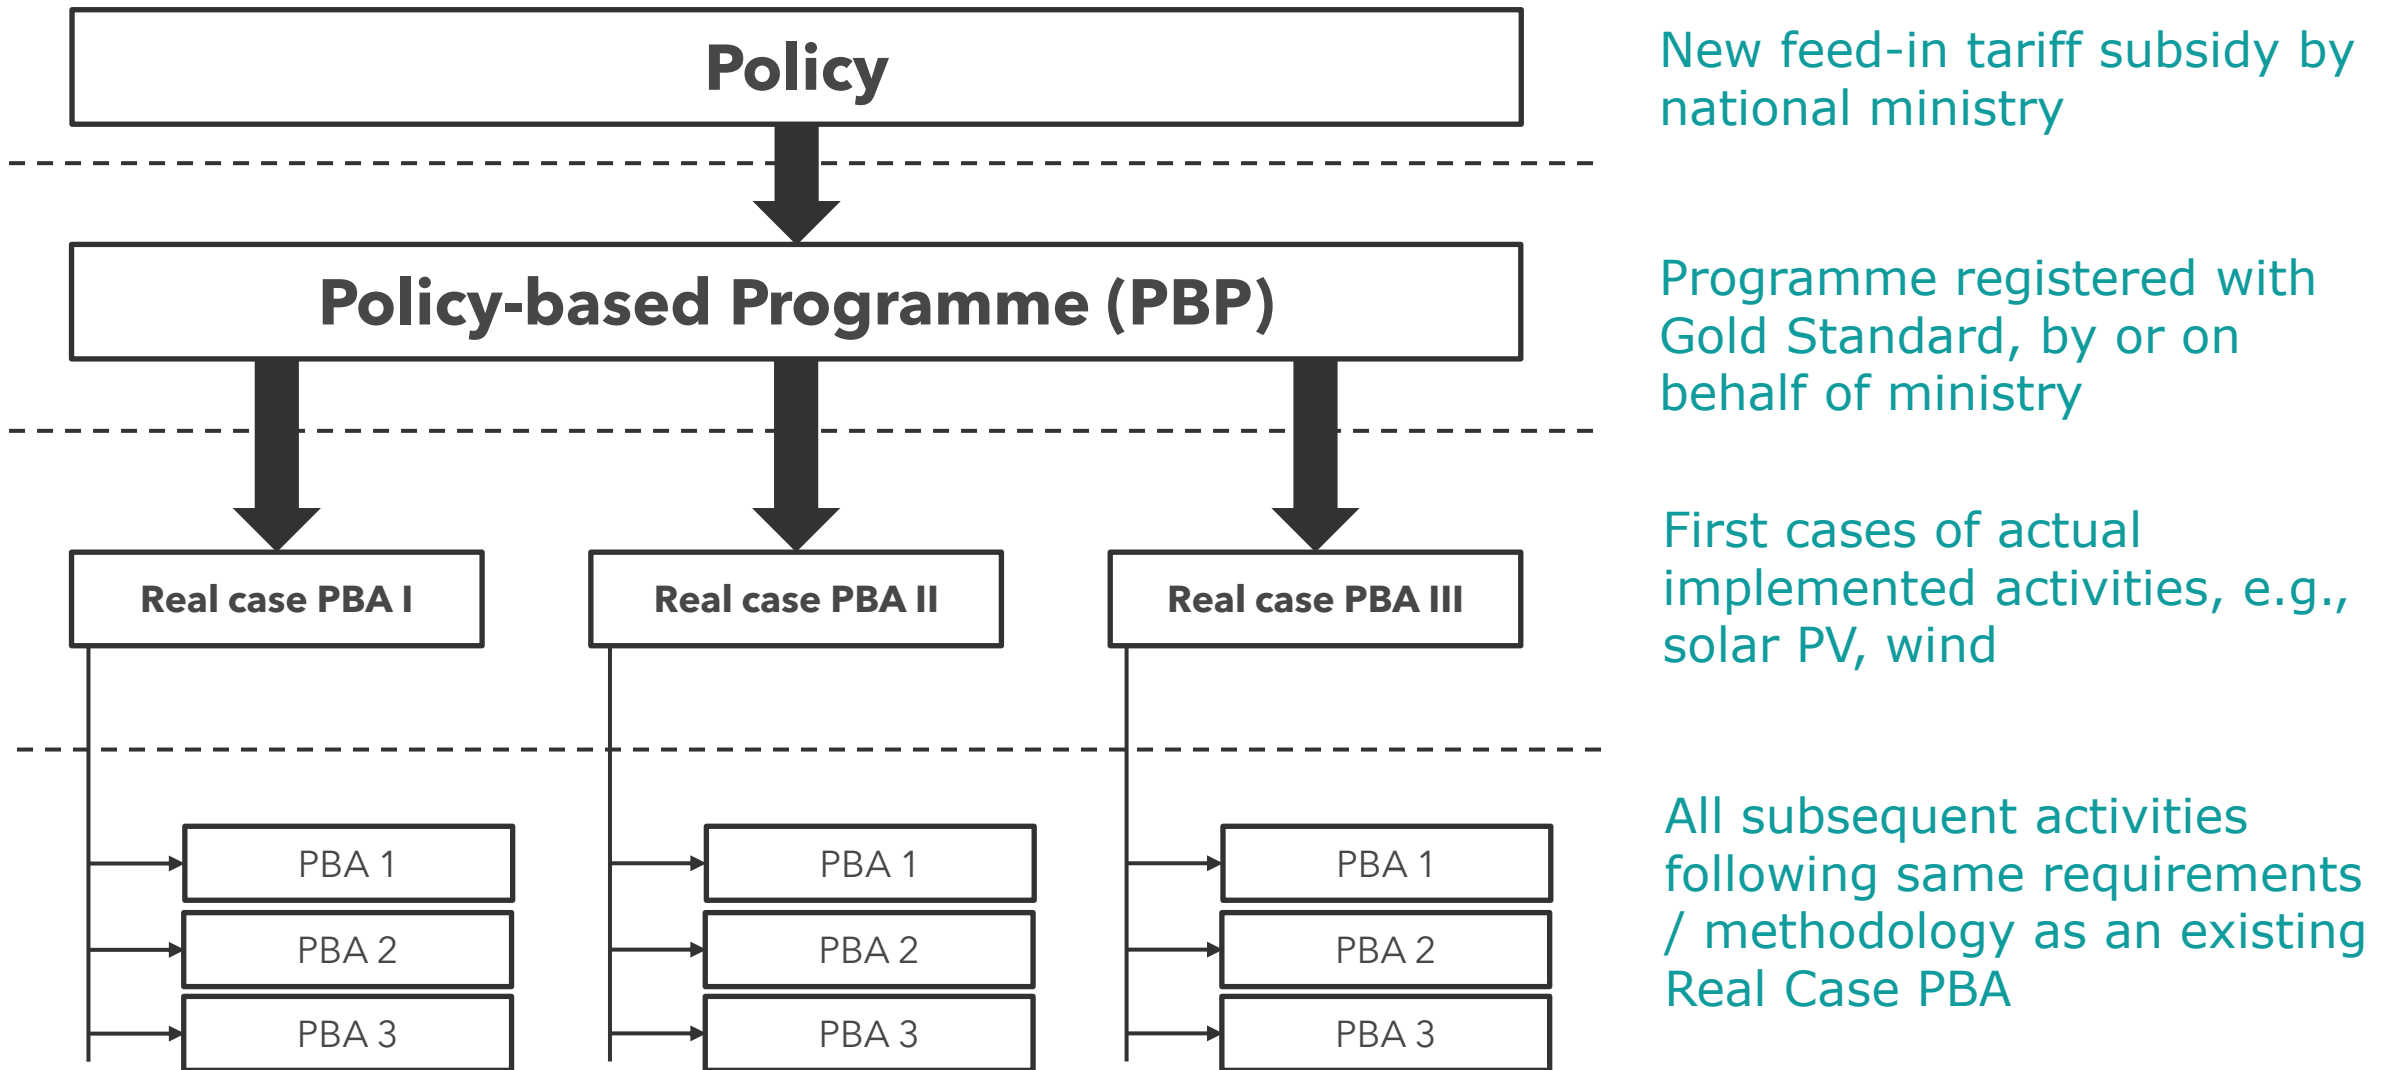 Policy
New feed-in tariff subsidy by
national ministry
Policy-based Programme (PBP)
Programme registered with
Gold Standard, by or on
behalf of ministry
Real case PBA I
Real case PBA II
Real case PBA III
First cases of actual
implemented activities, e.g.,
solar PV, wind
PBA 1
PBA 2
PBA 3
PBA 1
PBA 2
PBA 3
PBA 1
PBA 2
PBA 3
All subsequent activities
following same requirements
/ methodology as an existing
Real Case PBA